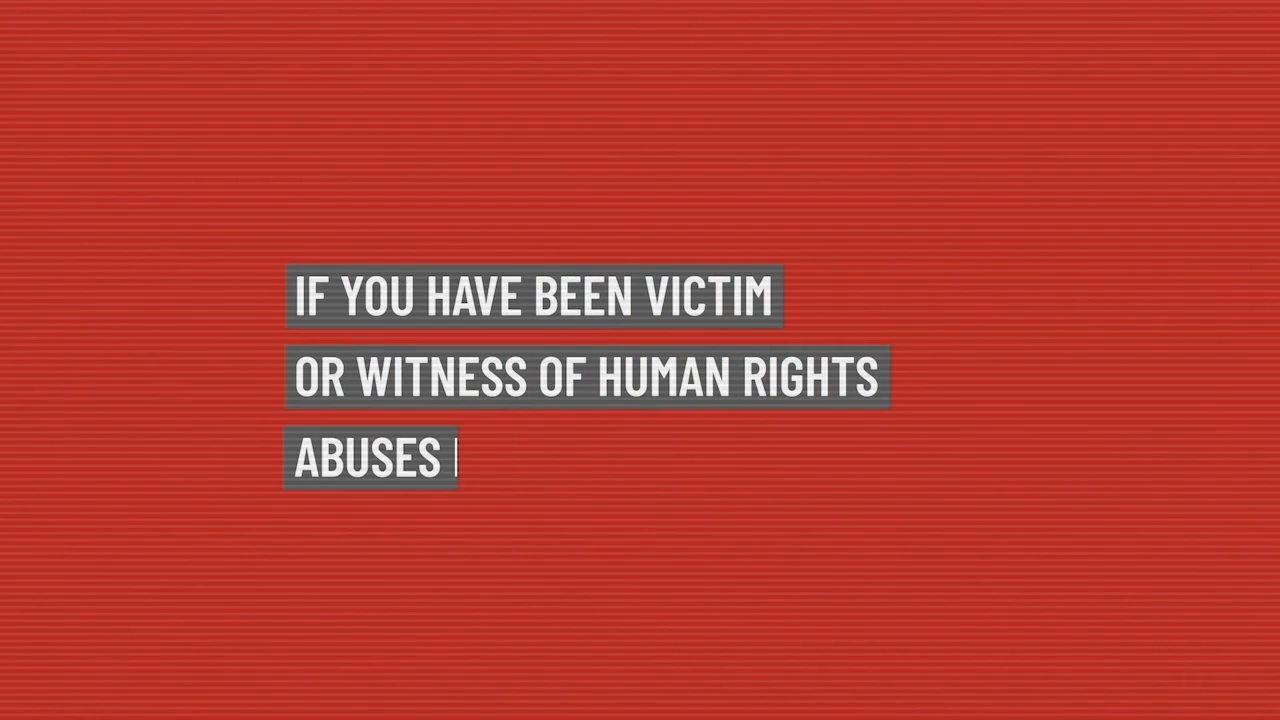 IF YOU HAVE BEEN VICTIM
OR WITNESS OF HUMAN RIGHTS
ABUSES